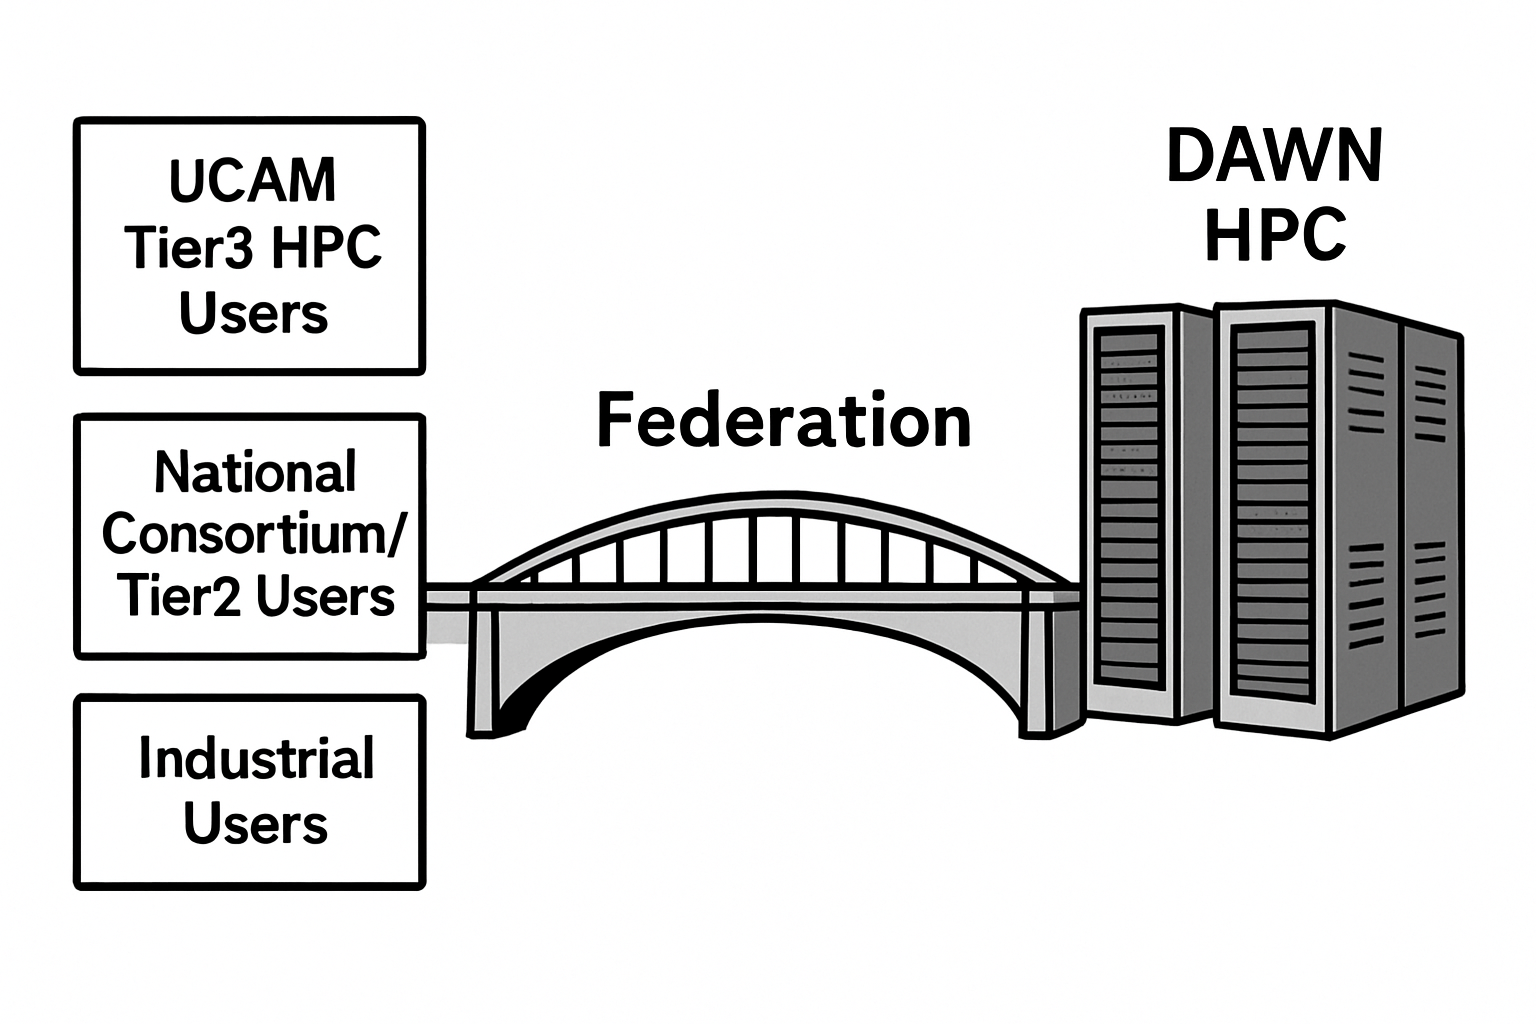 UCAM
Tier3 HPC
Users
National
Consortium/
Tier2 Users
Industrial
Users
Federation
DAWN
HPC